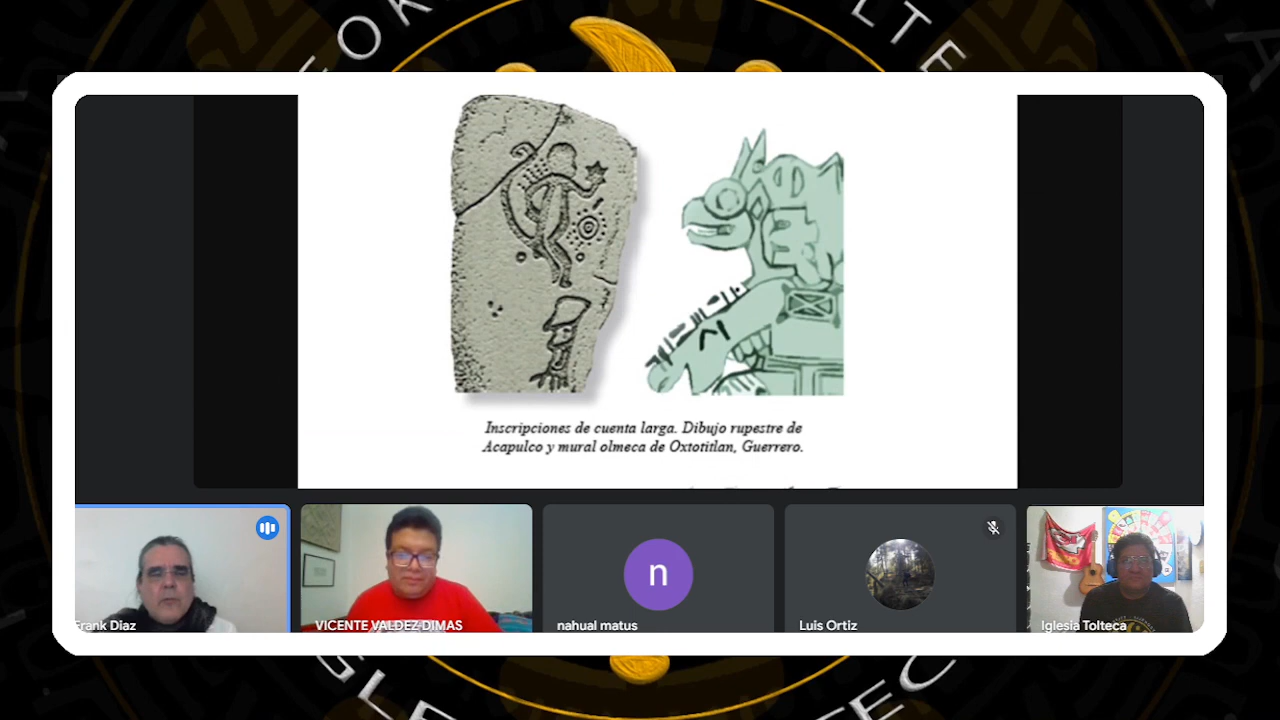 Inscripciones de cuenta larga. Dibujo rupestre de
Acapulco y mural olmeca de Oxtotitlan, Guerrero.
Frank Diaz
VICENTE VALDEZ DIMAS
n
nahual matus
Luis Ortiz
Iglesia Tolteca